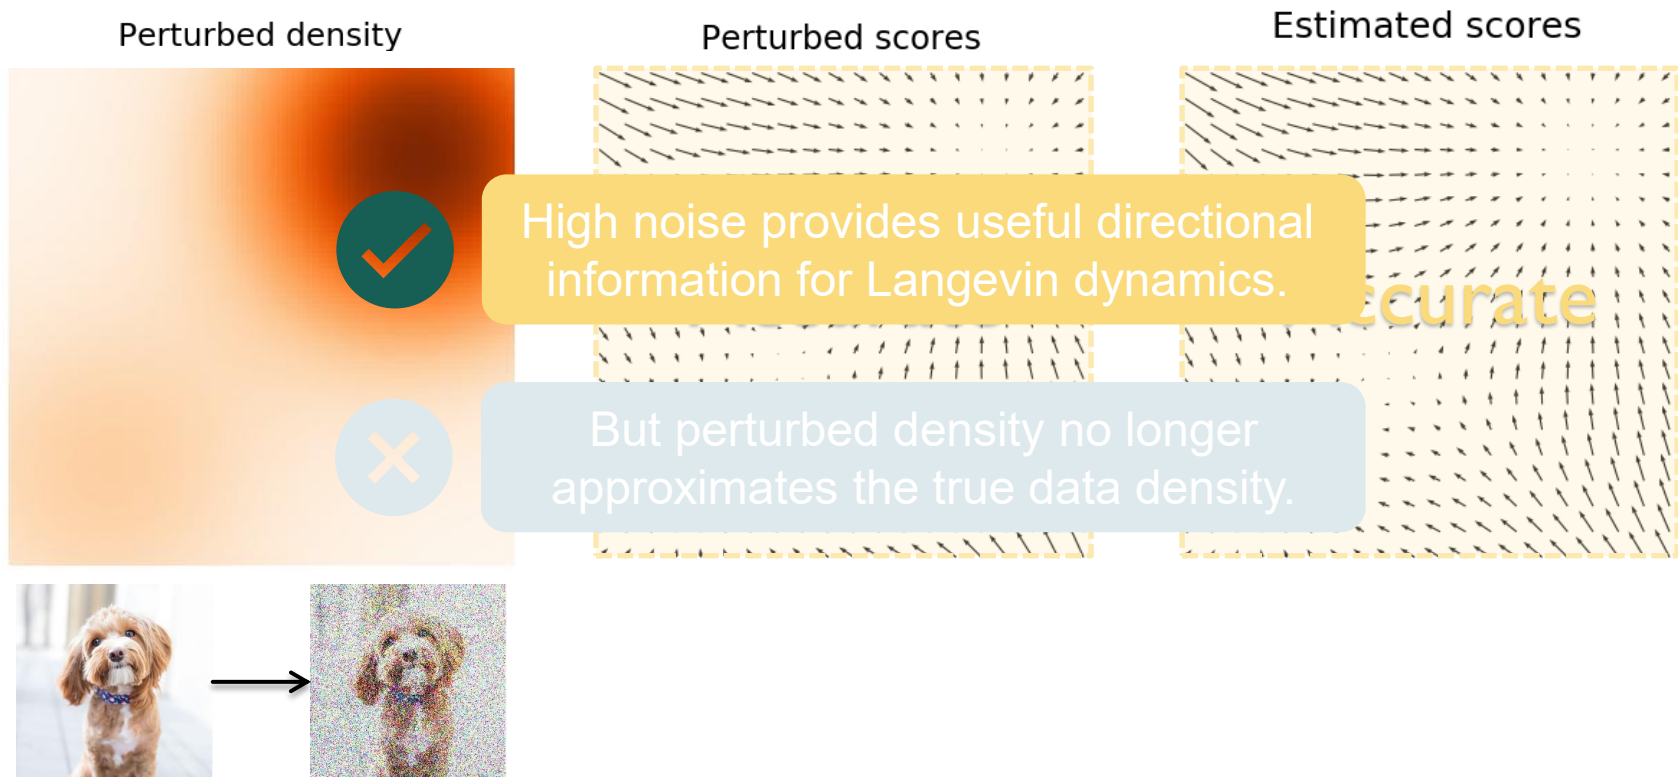 Perturbed density
Perturbed scores
Estimated scores
High noise provides useful directional
information for Langevin dynamics.
ccurate
But perturbed density no longer
approximates the true data density.